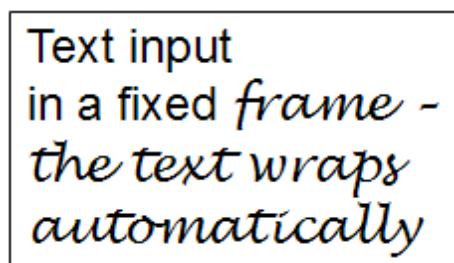 Text input
in a fixed frame -
the text wraps
automatically